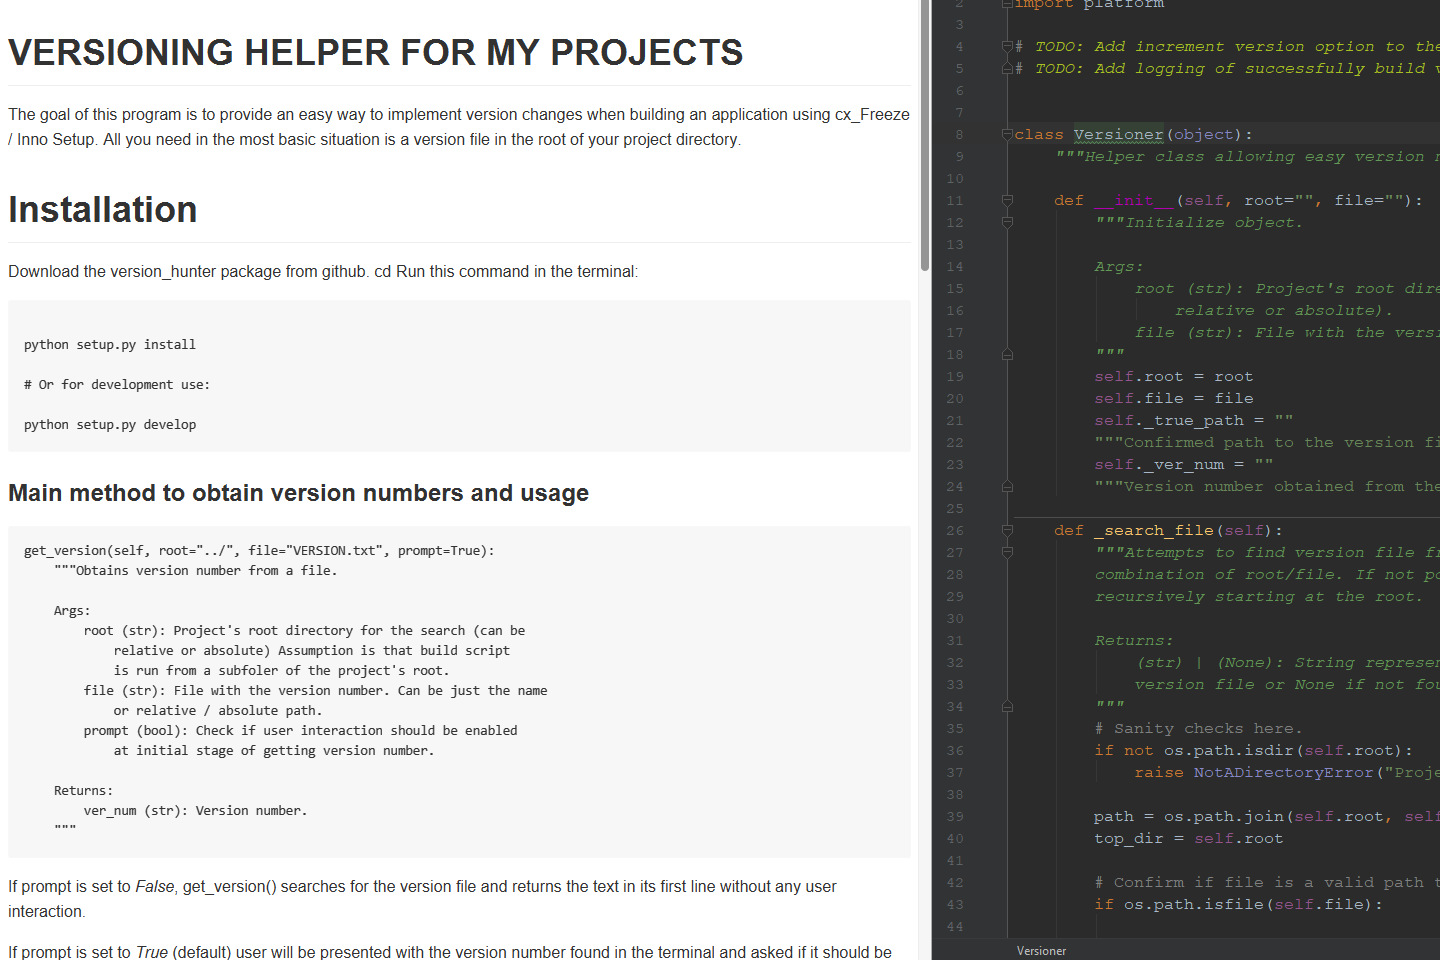 VERSIONING HELPER FOR MY PROJECTS
The goal of this program is to provide an easy way to implement version changes when building an application using cx_Freeze
/ Inno Setup. All you need in the most basic situation is a version file in the root of your project directory.
Installation
Download the version_hunter package from github. cd Run this command in the terminal:
python setup.py install
# Or for development use:
python setup.py develop
Main method to obtain version numbers and usage
get_version(self, root="../", file="VERSION.txt", prompt=True):
"""Obtains version number from a file.
Args:
root (str): Project's root directory for the search (can be
relative or absolute) Assumption is that build script
is run from a subfoler of the project's root.
file (str): File with the version number. Can be just the name
or relative / absolute path.
prompt (bool): Check if user interaction should be enabled
at initial stage of getting version number.
Returns:
ver_num (str): Version number.
"""
If prompt is set to False, get_version() searches for the version file and returns the text in its first line without any user
interaction.
If prompt is set to True (default) user will be presented with the version number found in the terminal and asked if it should be
2 import platform
3
4 # TODO: Add increment version option to the
5 # TODO: Add logging of successfully build v
6
7
8 class Versioner(object):
9 """Helper class allowing easy version
10
11 def __init__(self, root="", file=""):
12 """Initialize object.
13
14 Args:
15 root (str): Project's root dire
16 relative or absolute).
17 file (str): File with the versi
18 """
19 self.root = root
20 self.file = file
21 self._true_path = ""
22 """Confirmed path to the version fi
23 self._ver_num = ""
24 """Version number obtained from the
25
26 def _search_file(self):
27 """Attempts to find version file fr
28 combination of root/file. If not po
29 recursively starting at the root.
30
31 Returns:
32 (str) | (None): String represen
33 version file or None if not fou
34 """
35 # Sanity checks here.
36 if not os.path.isdir(self.root):
37 raise NotADirectoryError("Proje
38
39 path = os.path.join(self.root, self
40 top_dir = self.root
41
42 # Confirm if file is a valid path t
43 if os.path.isfile(self.file):
44
Versioner